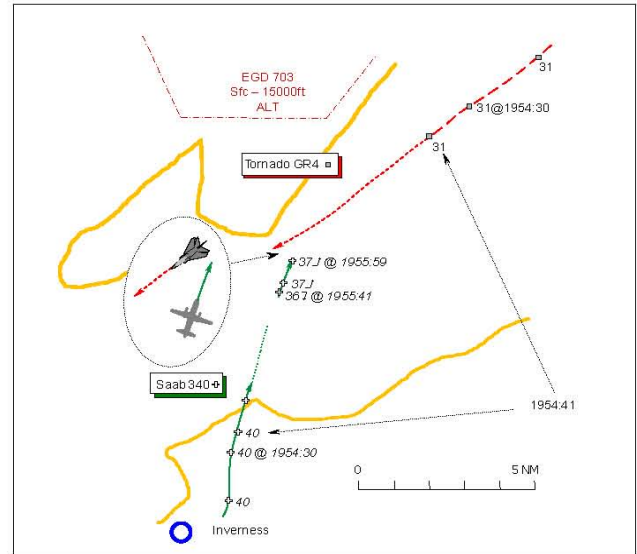 EGD 703
Sfc – 15000ft
ALT
31
31@1954:30
31
Tornado GR4
37J @ 1955:59
37J
36J @ 1955:41
Saab 340
1954:41
40
40 @ 1954:30
0 5 NM
40
Inverness